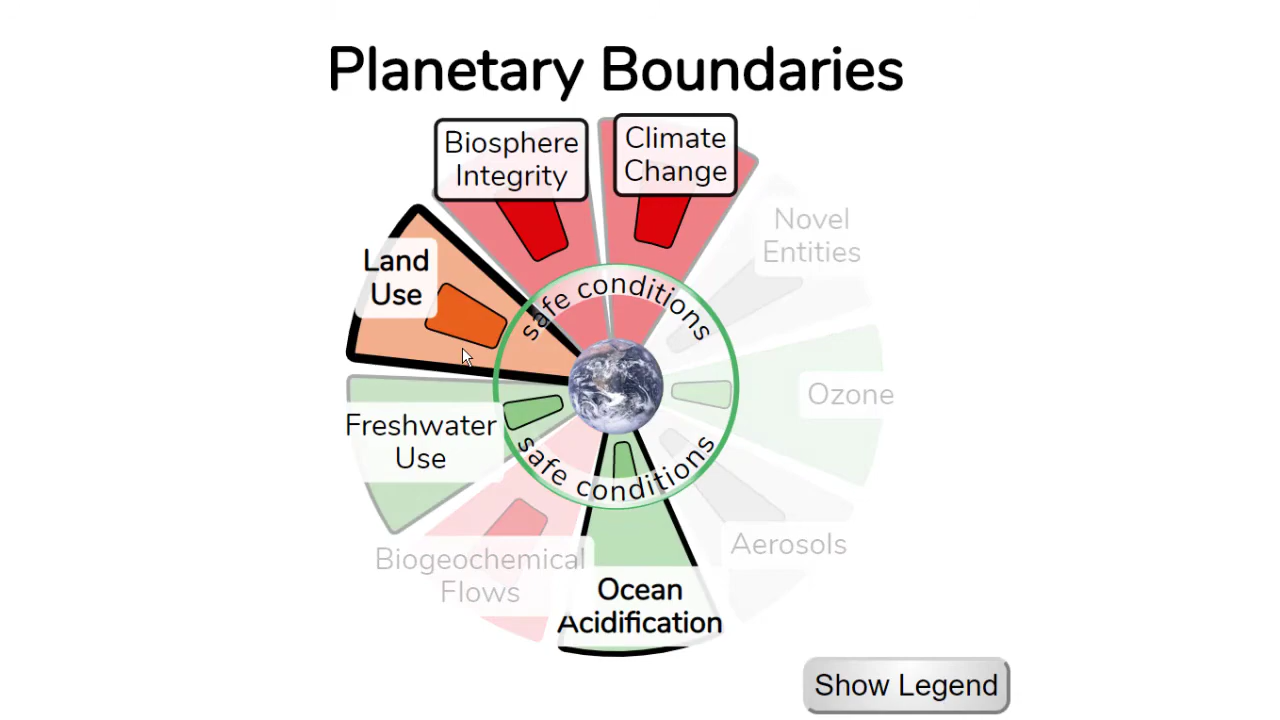 Planetary Boundaries
Biosphere
Integrity
Climate
Change
Novel
Entities
Land
Use
safe conditions
Ozone
Freshwater
Use
safe conditions
Aerosols
Biogeochemical
Flows
Ocean
Acidification
Show Legend